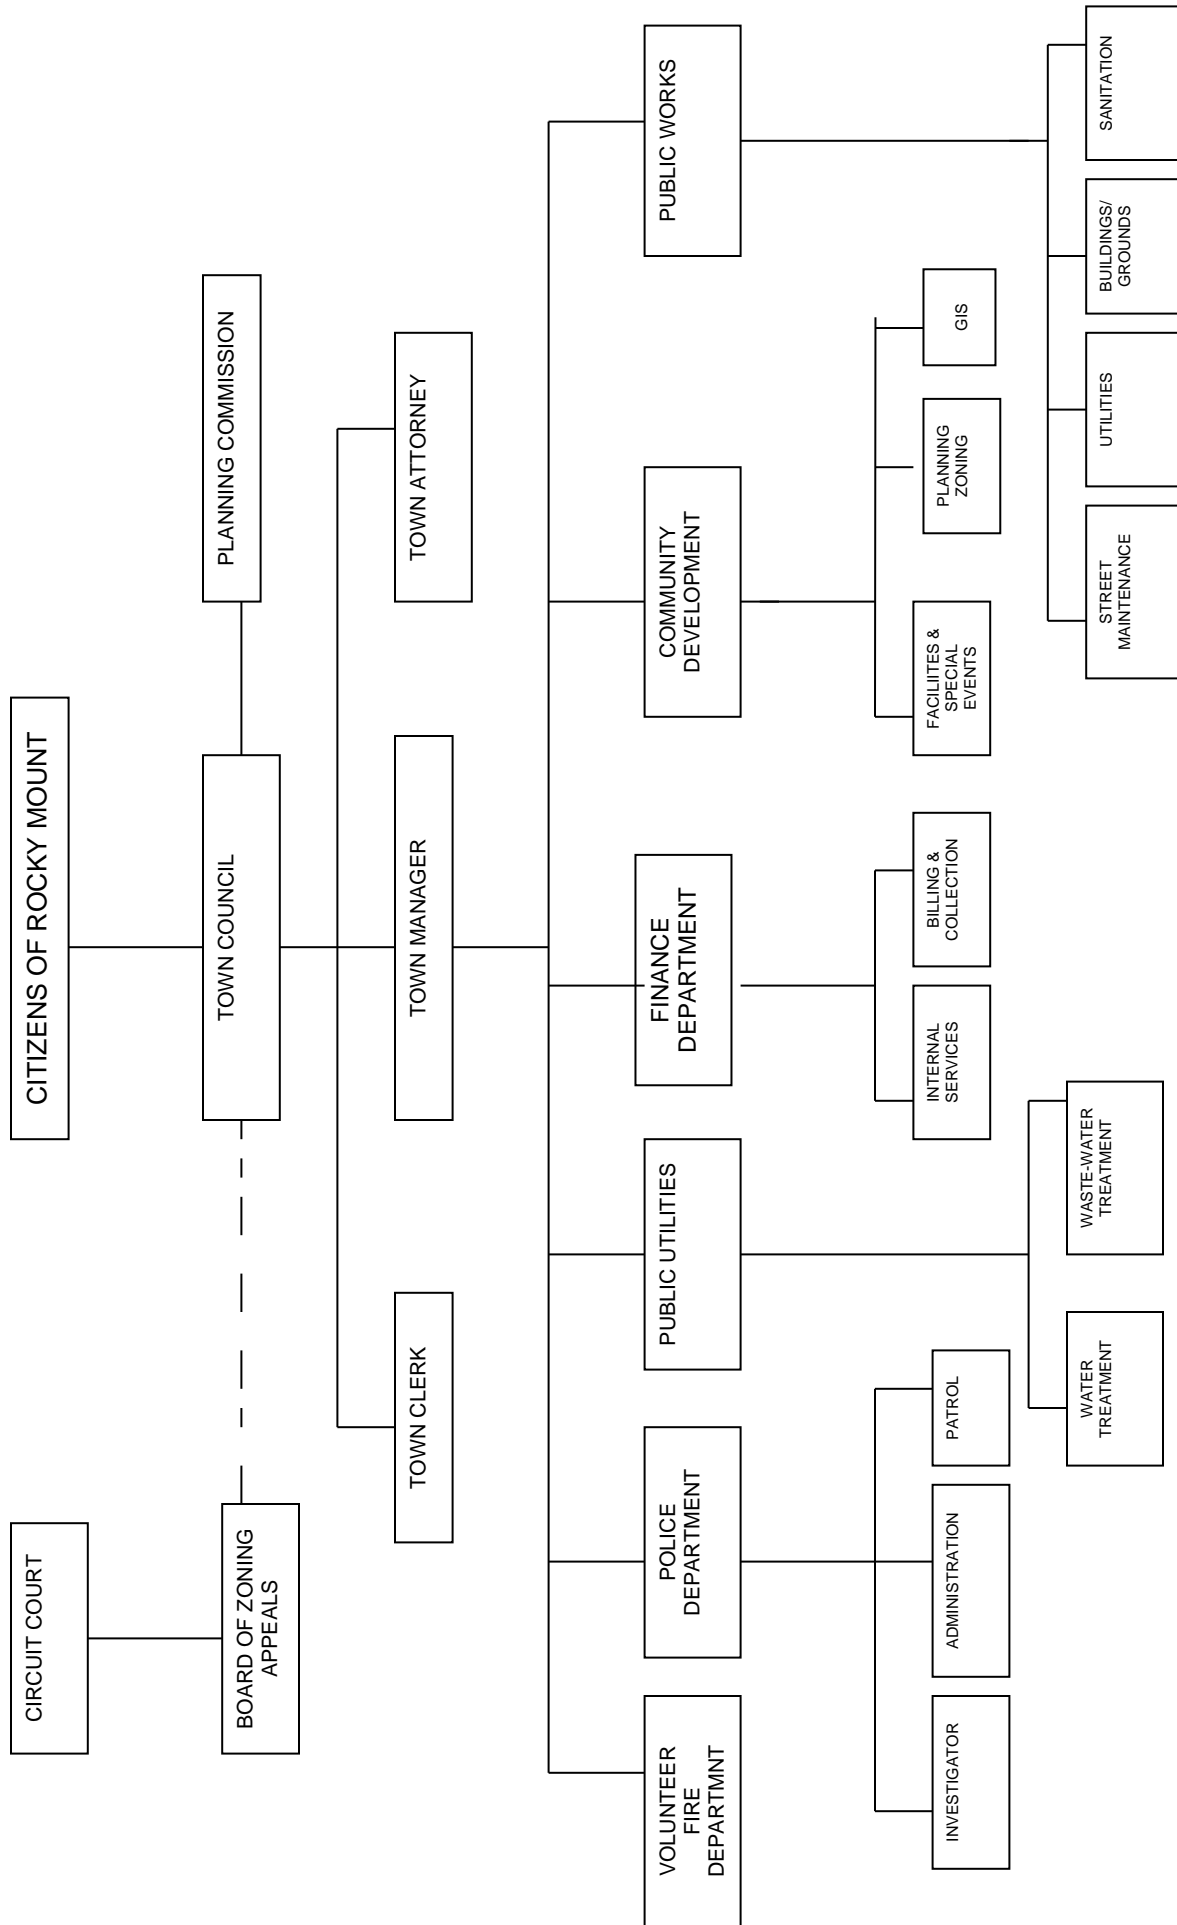 CIRCUIT COURT
CITIZENS OF ROCKY MOUNT
BOARD OF ZONING
APPEALS
TOWN COUNCIL
PLANNING COMMISSION
TOWN CLERK
TOWN MANAGER
TOWN ATTORNEY
VOLUNTEER
FIRE
DEPARTMNT
POLICE
DEPARTMENT
PUBLIC UTILITIES
FINANCE
DEPARTMENT
COMMUNITY
DEVELOPMENT
PUBLIC WORKS
INVESTIGATOR
ADMINISTRATION
PATROL
INTERNAL
SERVICES
BILLING &
COLLECTION
FACILIITES &
SPECIAL
EVENTS
PLANNING
ZONING
GIS
WATER
TREATMENT
WASTE-WATER
TREATMENT
STREET
MAINTENANCE
UTILITIES
BUILDINGS/
GROUNDS
SANITATION